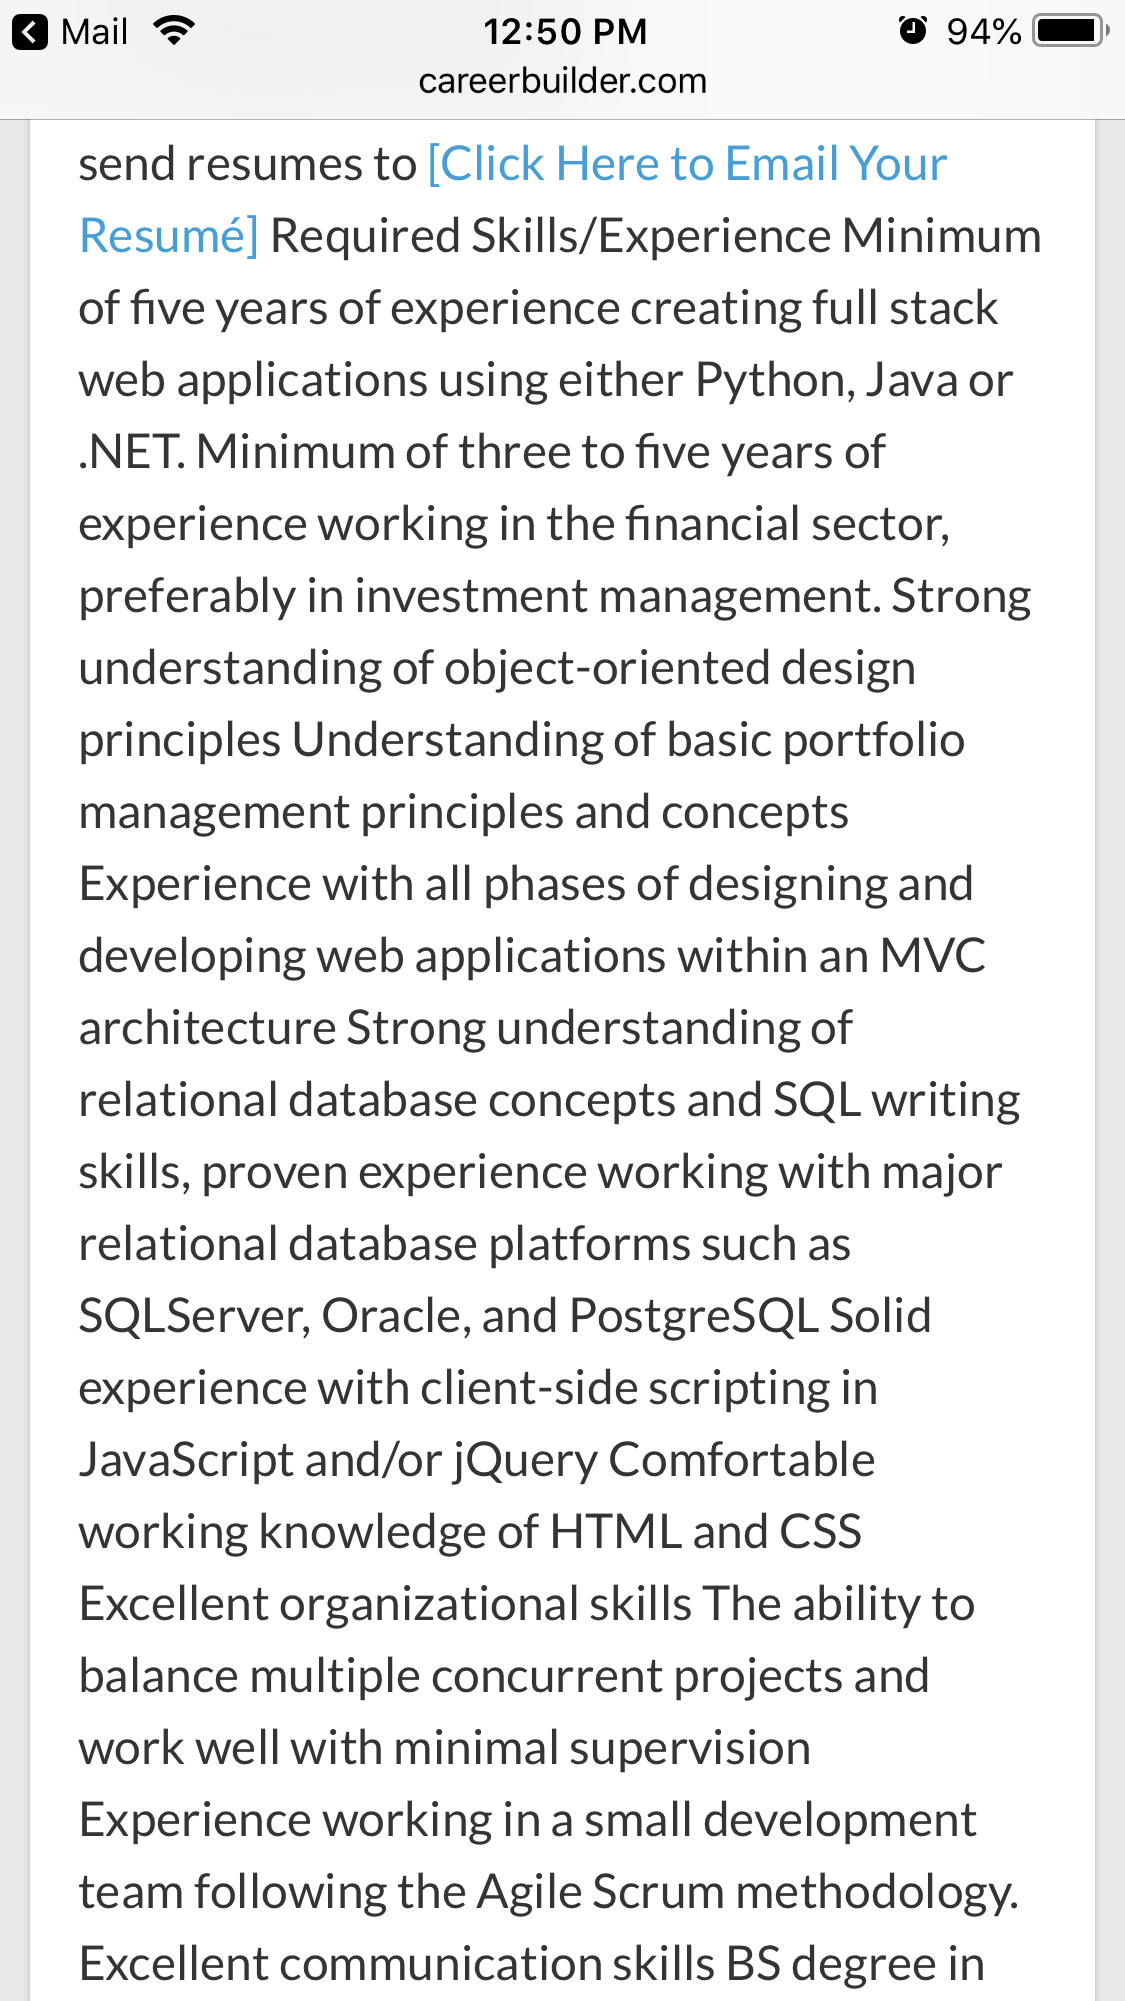 Mail 12:50 PM 94%
careerbuilder.com
send resumes to [Click Here to Email Your
Resumé] Required Skills/Experience Minimum
of five years of experience creating full stack
web applications using either Python, Java or
.NET. Minimum of three to five years of
experience working in the financial sector,
preferably in investment management. Strong
understanding of object-oriented design
principles Understanding of basic portfolio
management principles and concepts
Experience with all phases of designing and
developing web applications within an MVC
architecture Strong understanding of
relational database concepts and SQL writing
skills, proven experience working with major
relational database platforms such as
SQLServer, Oracle, and PostgreSQL Solid
experience with client-side scripting in
JavaScript and/or jQuery Comfortable
working knowledge of HTML and CSS
Excellent organizational skills The ability to
balance multiple concurrent projects and
work well with minimal supervision
Experience working in a small development
team following the Agile Scrum methodology.
Excellent communication skills BS degree in